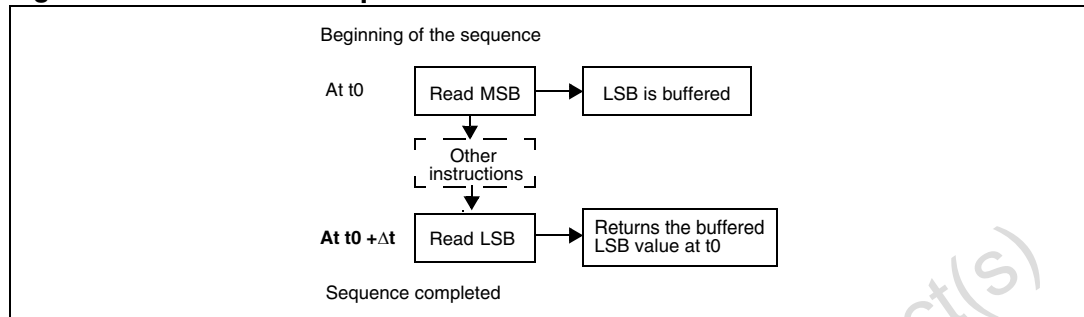 Beginning of the sequence
At t0
Read MSB
LSB is buffered
Other
instructions
At t0 +Δt
Read LSB
Returns the buffered
LSB value at t0
Sequence completed